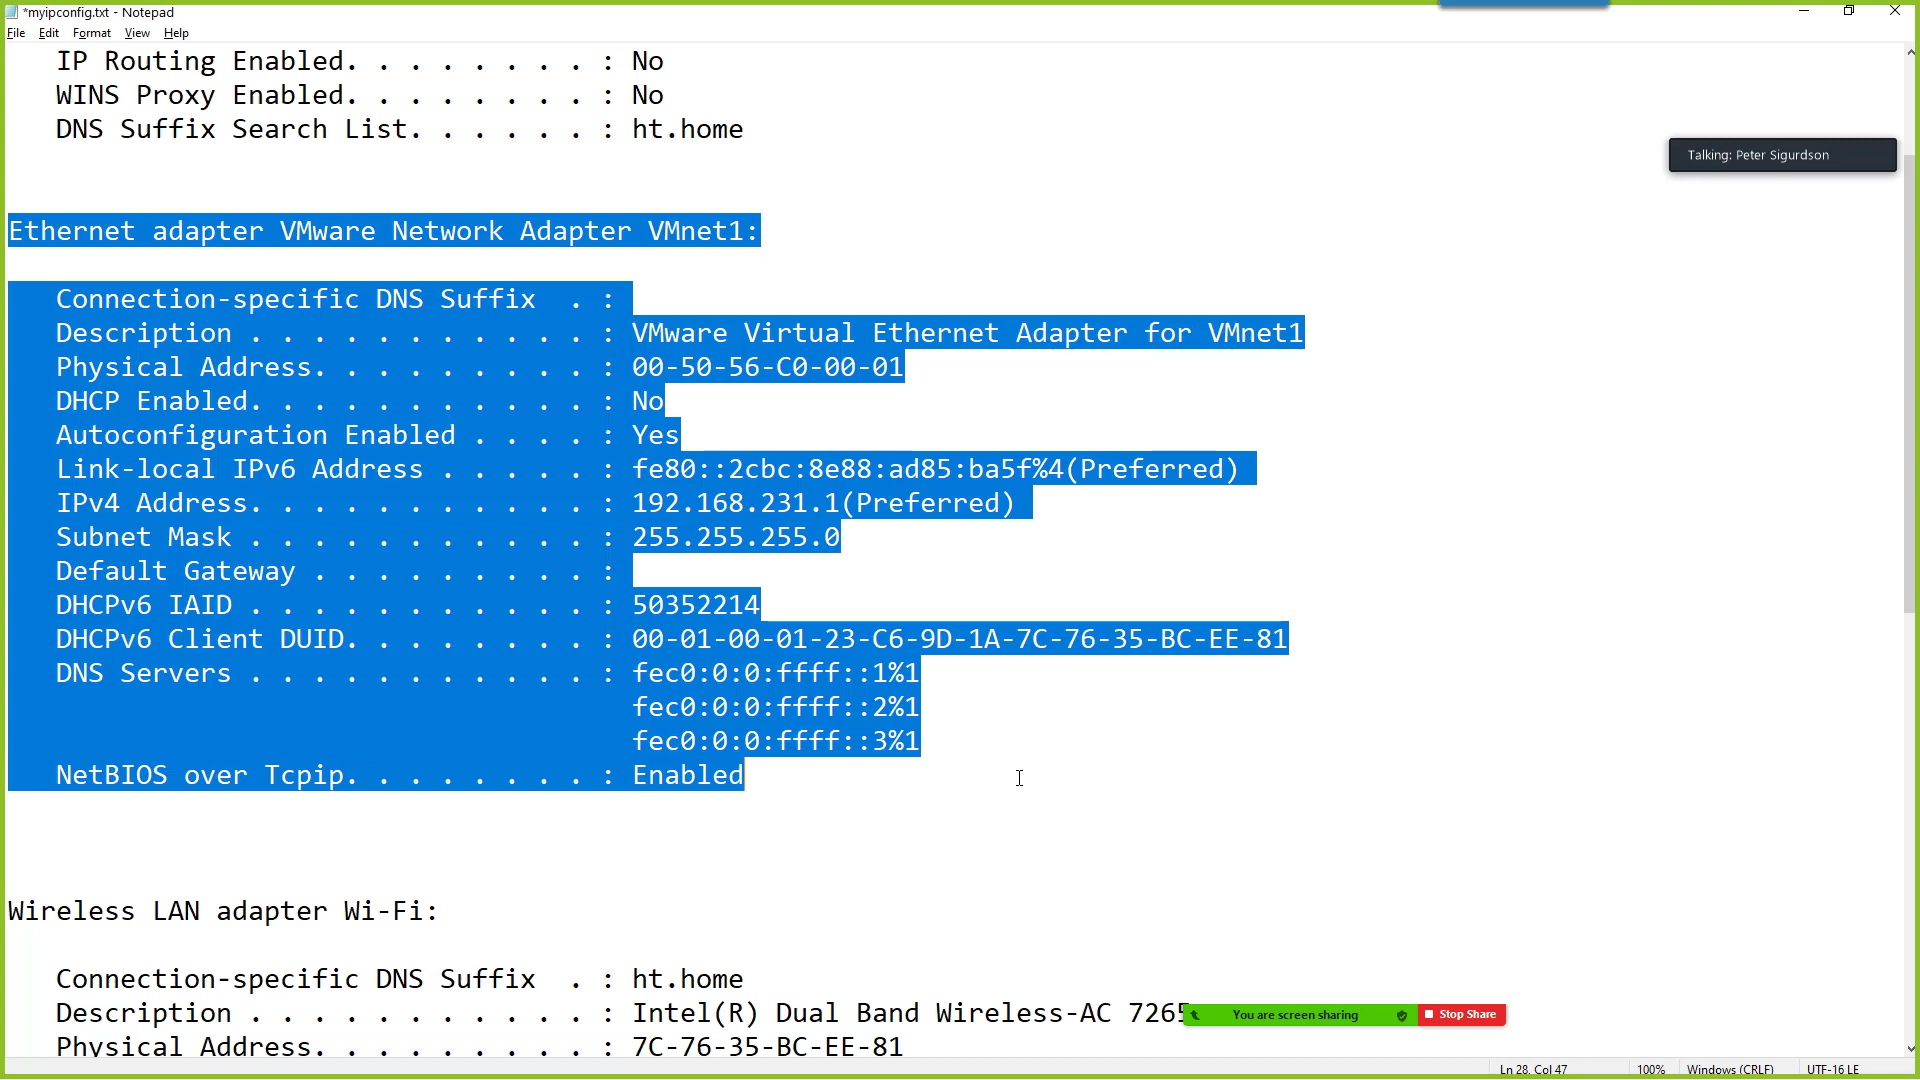 *myipconfig.txt - Notepad
File Edit Format View Help
IP Routing Enabled. . . . . . . . : No
WINS Proxy Enabled. . . . . . . . : No
DNS Suffix Search List. . . . . . : ht.home
Talking: Peter Sigurdson
Ethernet adapter VMware Network Adapter VMnet1:
Connection-specific DNS Suffix  . :
Description . . . . . . . . . . . : VMware Virtual Ethernet Adapter for VMnet1
Physical Address. . . . . . . . . : 00-50-56-C0-00-01
DHCP Enabled. . . . . . . . . . . : No
Autoconfiguration Enabled . . . . : Yes
Link-local IPv6 Address . . . . . : fe80::2cbc:8e88:ad85:ba5f%4(Preferred)
IPv4 Address. . . . . . . . . . . : 192.168.231.1(Preferred)
Subnet Mask . . . . . . . . . . . : 255.255.255.0
Default Gateway . . . . . . . . . :
DHCPv6 IAID . . . . . . . . . . . : 50352214
DHCPv6 Client DUID. . . . . . . . : 00-01-00-01-23-C6-9D-1A-7C-76-35-BC-EE-81
DNS Servers . . . . . . . . . . . : fec0:0:0:ffff::1%1
fec0:0:0:ffff::2%1
fec0:0:0:ffff::3%1
NetBIOS over Tcpip. . . . . . . . : Enabled
Wireless LAN adapter Wi-Fi:
Connection-specific DNS Suffix  . : ht.home
Description . . . . . . . . . . . : Intel(R) Dual Band Wireless-AC 7265
You are screen sharing Stop Share
Physical Address. . . . . . . . . : 7C-76-35-BC-EE-81
Ln 28, Col 47 100% Windows (CRLF) UTF-16 LE